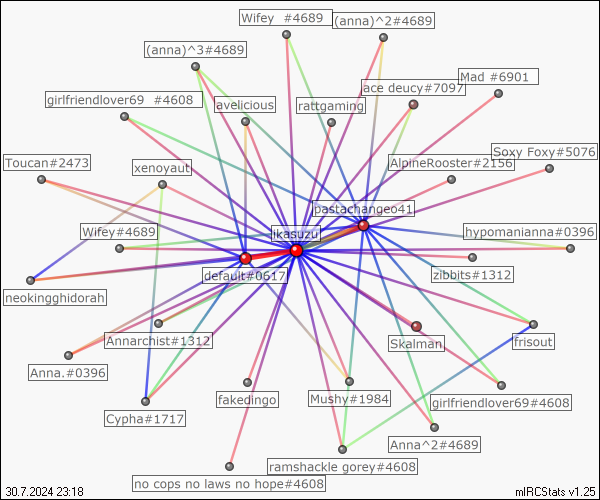 Wifey  #4689
(anna)^2#4689
(anna)^3#4689
Mad #6901
ace deucy#7097
girlfriendlover69  #4608
avelicious
rattgaming
Soxy Foxy#5076
Toucan#2473
xenoyaut
AlpineRooster#2156
pastachangeo41
Wifey#4689
ikasuzu
hypomanianna#0396
default#0617
zibbits#1312
neokingghidorah
Annarchist#1312
Skalman
frisout
Anna.#0396
fakedingo
Mushy#1984
girlfriendlover69#4608
Cypha#1717
Anna^2#4689
ramshackle gorey#4608
no cops no laws no hope#4608
30.7.2024 23:18
mIRCStats v1.25